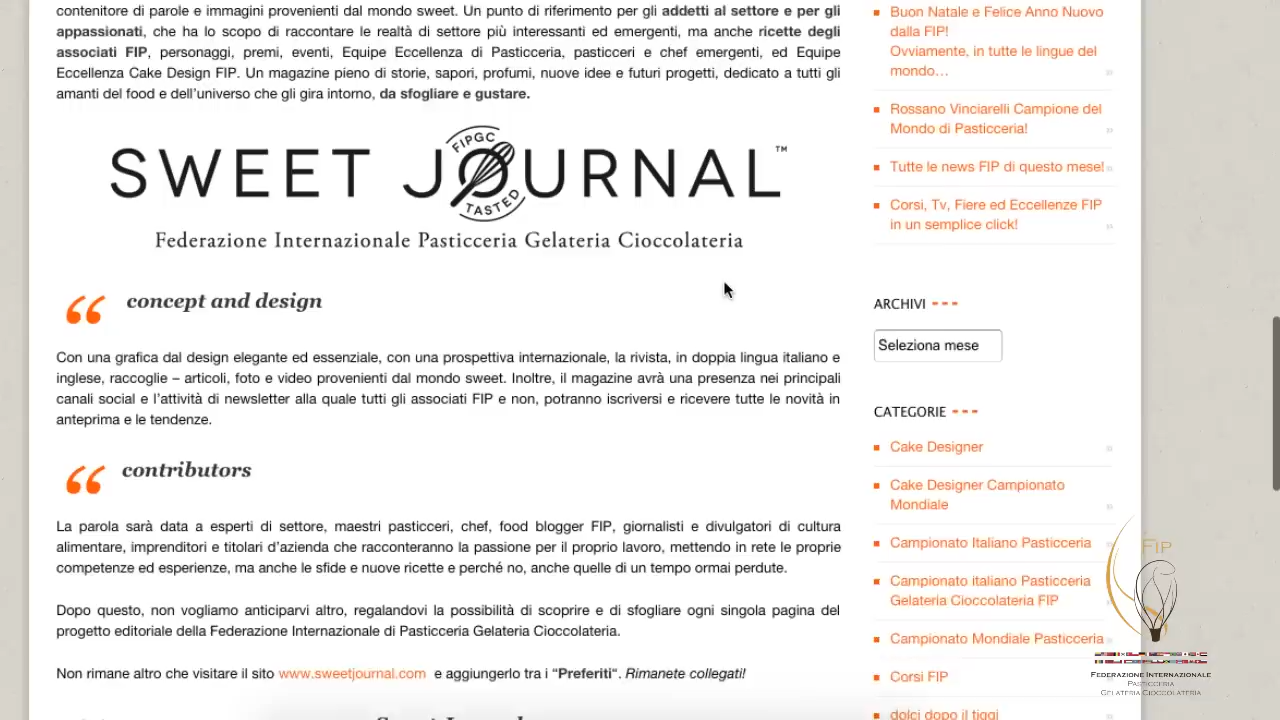 contenitore di parole e immagini provenienti dal mondo sweet. Un punto di riferimento per gli addetti al settore e per gli
appassionati, che ha lo scopo di raccontare le realtà di settore più interessanti ed emergenti, ma anche ricette degli
associati FIP, personaggi, premi, eventi, Equipe Eccellenza di Pasticceria, pasticceri e chef emergenti, ed Equipe
Eccellenza Cake Design FIP. Un magazine pieno di storie, sapori, profumi, nuove idee e futuri progetti, dedicato a tutti gli
amanti del food e dell'universo che gli gira intorno, da sfogliare e gustare.
FIPGC
SWEET JOURNAL™
TASTED
Federazione Internazionale Pasticceria Gelateria Cioccolateria
“ concept and design
Con una grafica dal design elegante ed essenziale, con una prospettiva internazionale, la rivista, in doppia lingua italiano e
inglese, raccoglie – articoli, foto e video provenienti dal mondo sweet. Inoltre, il magazine avrà una presenza nei principali
canali social e l'attività di newsletter alla quale tutti gli associati FIP e non, potranno iscriversi e ricevere tutte le novità in
anteprima e le tendenze.
“ contributors
La parola sarà data a esperti di settore, maestri pasticceri, chef, food blogger FIP, giornalisti e divulgatori di cultura
alimentare, imprenditori e titolari d'azienda che racconteranno la passione per il proprio lavoro, mettendo in rete le proprie
competenze ed esperienze, ma anche le sfide e nuove ricette e perché no, anche quelle di un tempo ormai perdute.
Dopo questo, non vogliamo anticiparvi altro, regalandovi la possibilità di scoprire e di sfogliare ogni singola pagina del
progetto editoriale della Federazione Internazionale di Pasticceria Gelateria Cioccolateria.
Non rimane altro che visitare il sito www.sweetjournal.com e aggiungerlo tra i “Preferiti“. Rimanete collegati!
Buon Natale e Felice Anno Nuovo
dalla FIP!
Ovviamente, in tutte le lingue del
mondo…
Rossano Vinciarelli Campione del
Mondo di Pasticceria!
Tutte le news FIP di questo mese!
Corsi, Tv, Fiere ed Eccellenze FIP
in un semplice click!
ARCHIVI
Seleziona mese
CATEGORIE
Cake Designer
Cake Designer Campionato
Mondiale
Campionato Italiano Pasticceria
Campionato italiano Pasticceria
Gelateria Cioccolateria FIP
Campionato Mondiale Pasticceria
Corsi FIP
dolci dopo il tiggi
FIP
Federazione Internazionale
Pasticceria
Gelateria Cioccolateria